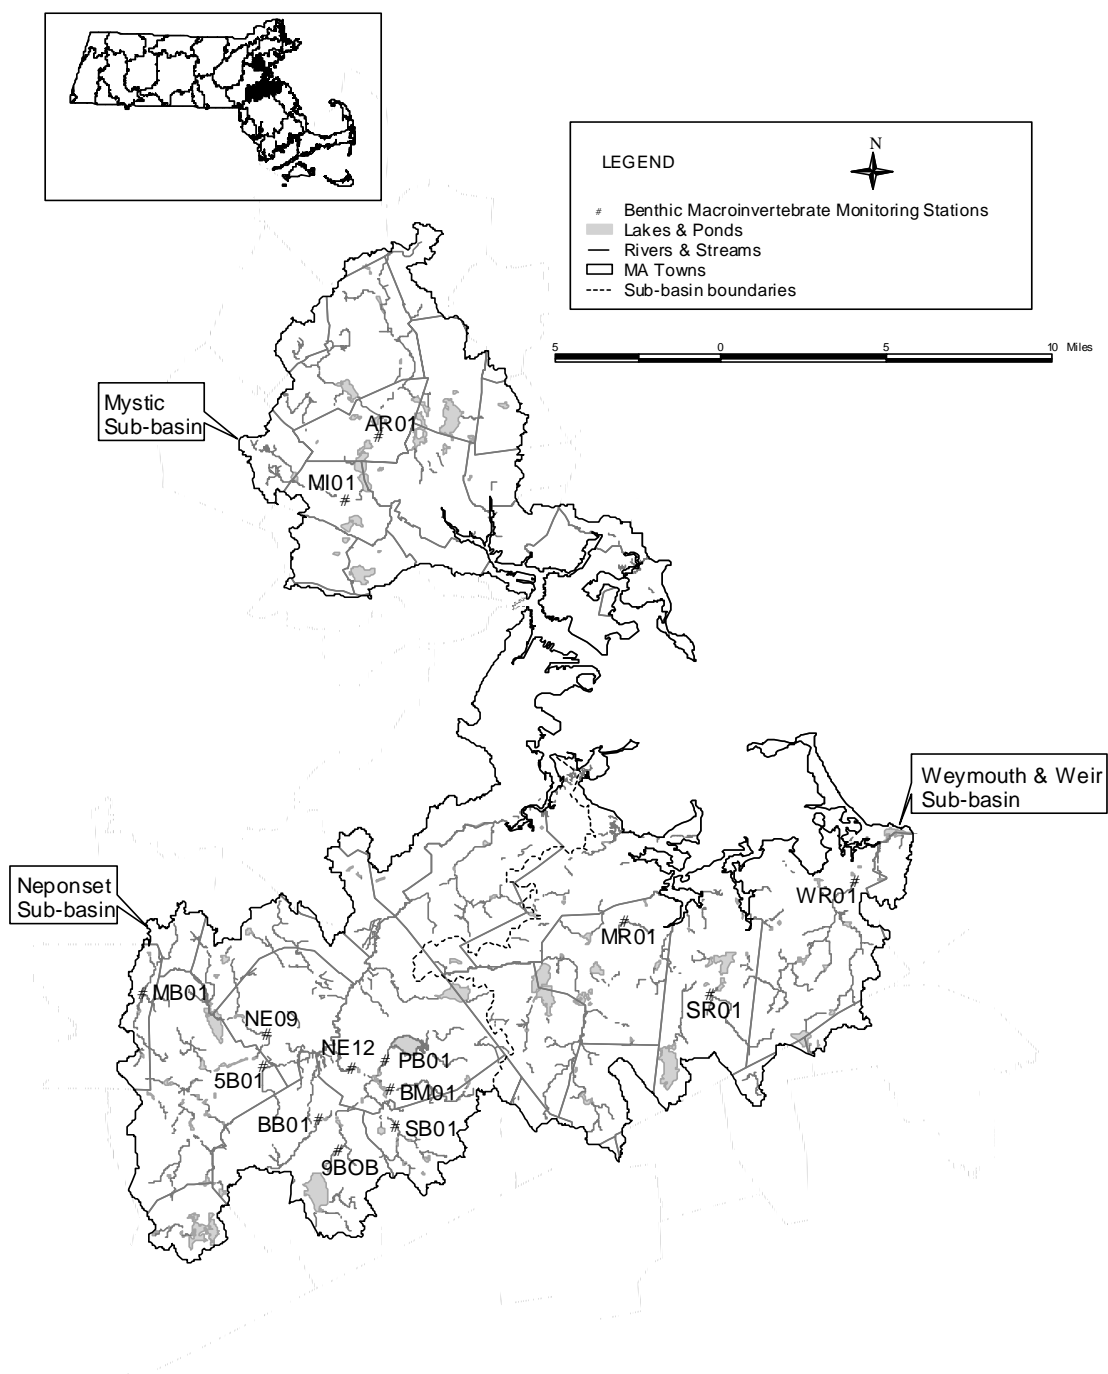 N
LEGEND
# Benthic Macroinvertebrate Monitoring Stations
Lakes & Ponds
Rivers & Streams
MA Towns
Sub-basin boundaries
5 0 5 10 Miles
Mystic
Sub-basin
AR01
#
MI01
#
Weymouth & Weir
Sub-basin
Neponset
Sub-basin
#
WR01
#
MR01
# MB01
#
SR01
NE09
#
NE12
#
# PB01
#
5B01
# BM01
BB01 #
# SB01
#
9BOB